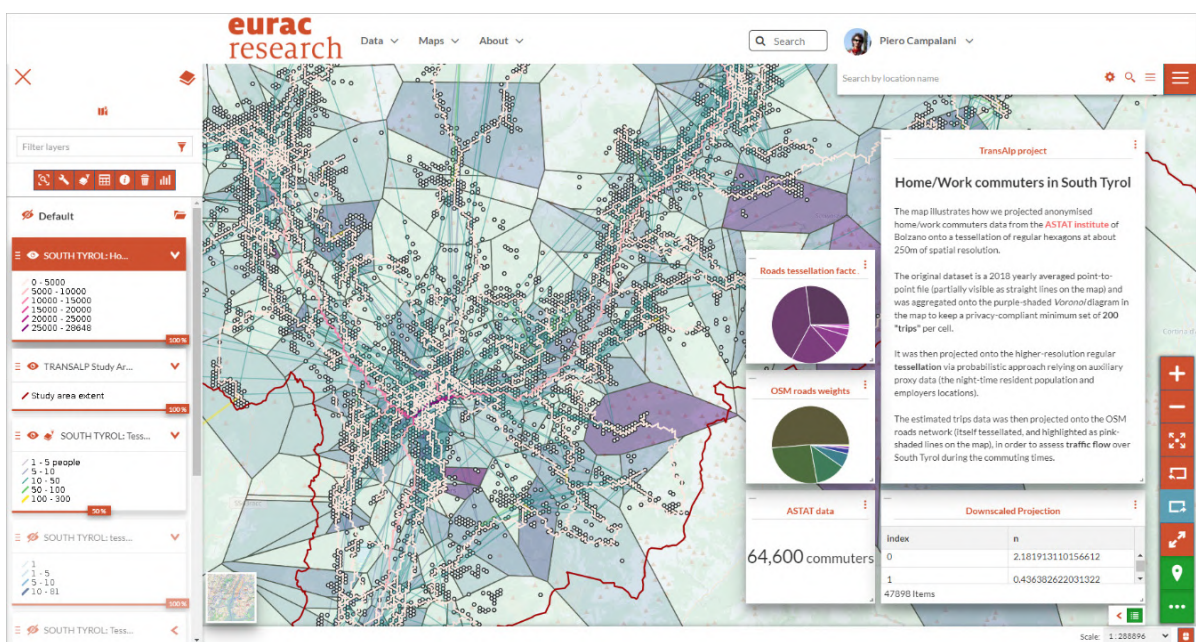 eurac
research
Data
Maps
About
Search
Piero Campalani
Search by location name
Filter layers
Default
SOUTH TYROL: Ho...
0 - 5000
5000 - 10000
10000 - 15000
15000 - 20000
20000 - 25000
25000 - 28648
100 %
TRANSALP Study Ar...
Study area extent
100 %
SOUTH TYROL: Tess...
1 - 5 people
5 - 10
10 - 50
50 - 100
100 - 300
50 %
SOUTH TYROL: tess...
1
1 - 5
5 - 10
10 - 81
100 %
SOUTH TYROL: Tess...
Roads tessellation facto.
OSM roads weights
ASTAT data
64,600 commuters
TransAlp project
Home/Work commuters in South Tyrol
The map illustrates how we projected anonymised
home/work commuters data from the ASTAT institute of
Bolzano onto a tessellation of regular hexagons at about
250m of spatial resolution.
The original dataset is a 2018 yearly averaged point-to-
point file (partially visible as straight lines on the map) and
was aggregated onto the purple-shaded Voronoi diagram in
the map to keep a privacy-compliant minimum set of 200
"trips" per cell.
It was then projected onto the higher-resolution regular
tessellation via probabilistic approach relying on auxiliary
proxy data (the night-time resident population and
employers locations).
The estimated trips data was then projected onto the OSM
roads network (itself tessellated, and highlighted as pink-
shaded lines on the map), in order to assess traffic flow over
South Tyrol during the commuting times.
Downscaled Projection
index n
0 2.181913110156612
1 0.436382622031322
47898 Items
Scale: 1 : 288896